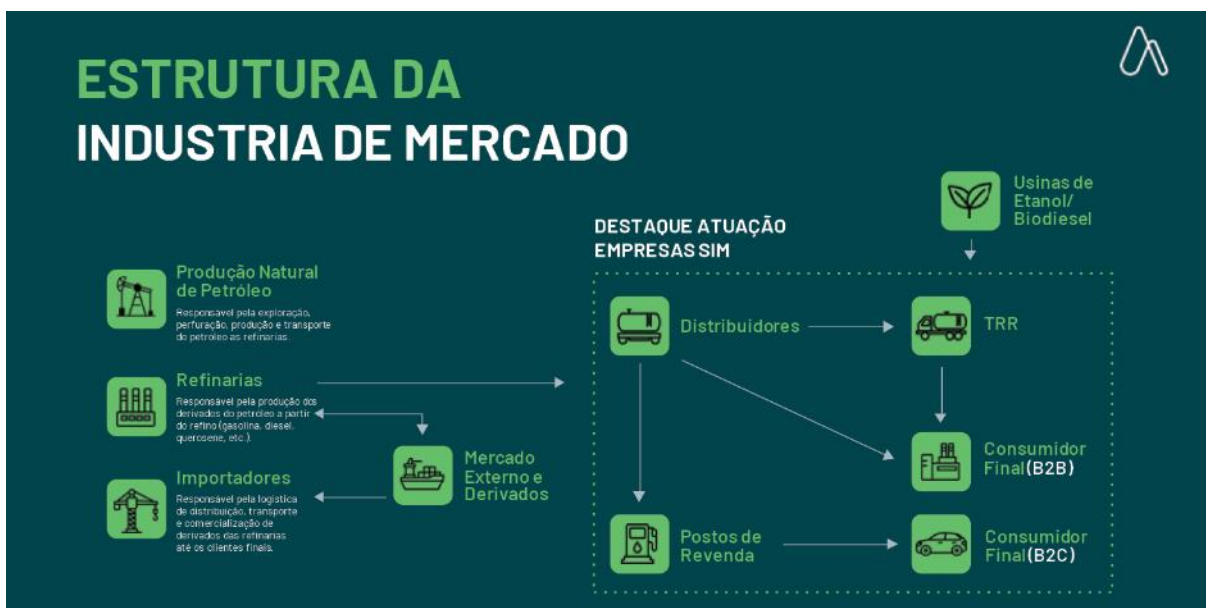 ESTRUTURA DA
INDUSTRIA DE MERCADO
Usinas de
Etanol/
Biodiesel
DESTAQUE ATUAÇÃO
EMPRESAS SIM
Produção Natural
de Petróleo
Responsavel pela exploração,
perfuração, produção e transporte
do petroleo as refinarias.
Refinarias
Responsável pela produção dos
derivados do petróleo a partir
do refino (gasolina, diesel,
querosene, etc.).
Importadores
Responsável pela logística
de distribuição, transporte
e comercialização de
derivados das refinarias
até os clientes finais.
Mercado
Externo e
Derivados
Distribuidores
TRR
Consumidor
Final(B2B)
Postos de
Revenda
Consumidor
Final(B2C)